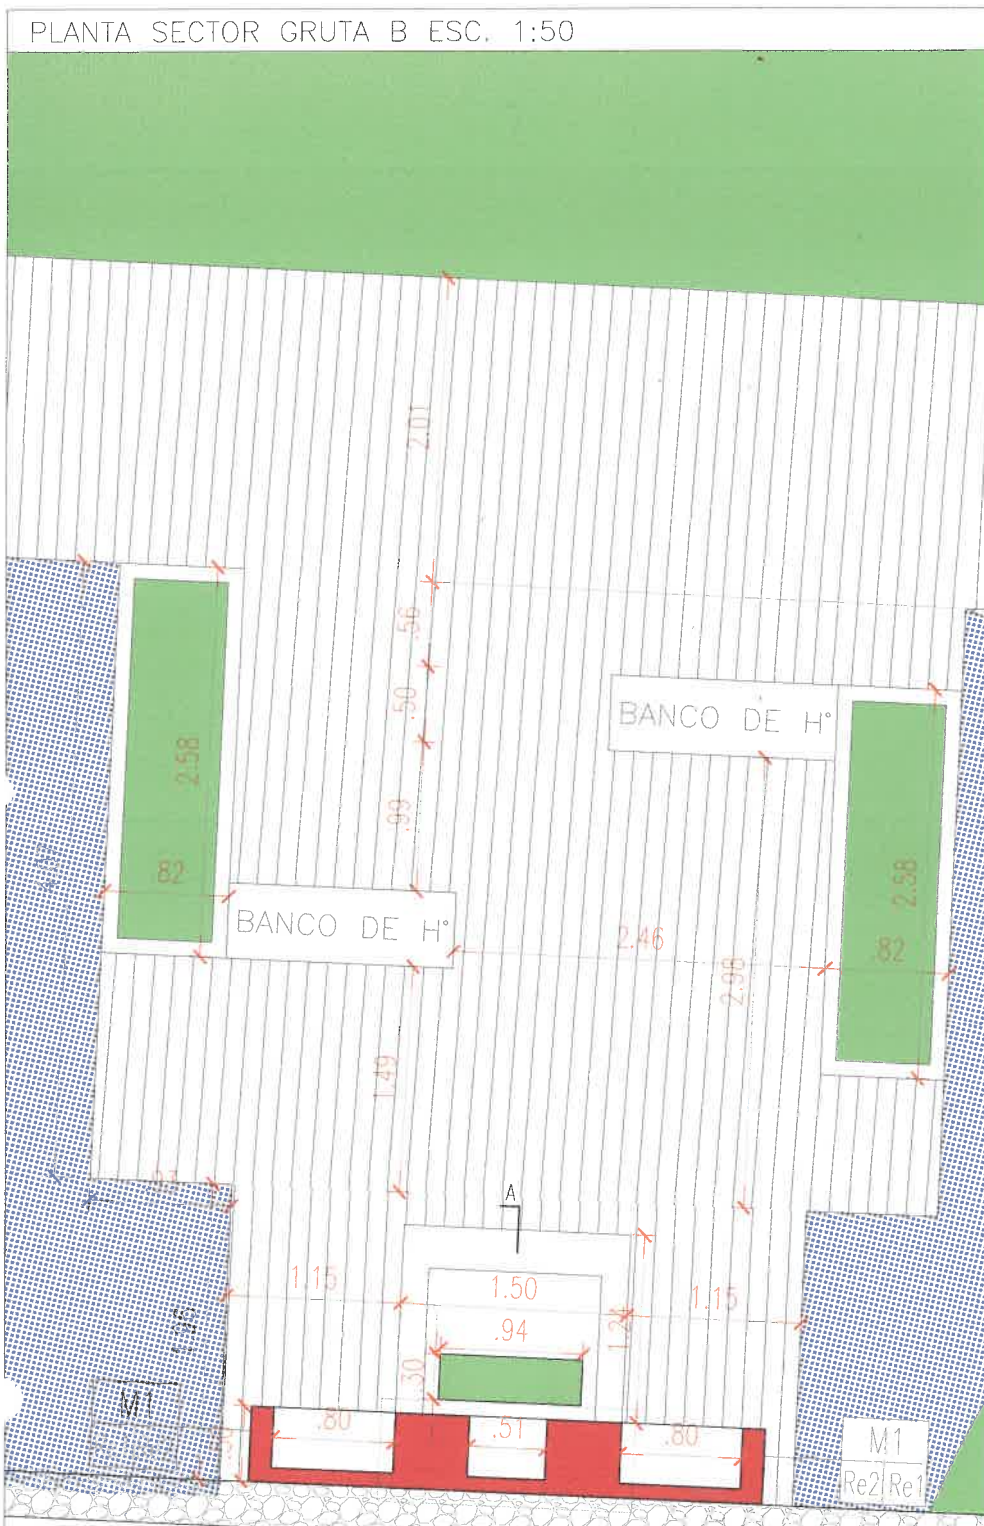 PLANTA SECTOR GRUTA B ESC. 1:50
2.01
.56
.50
BANCO DE H°
2.58
.99
.82
2.58
BANCO DE H°
2.46
.82
2.98
1.49
A
1.15
1.50
1.15
.94
1.24
.30
M1
.80
.51
.80
M1
Re2 Re1